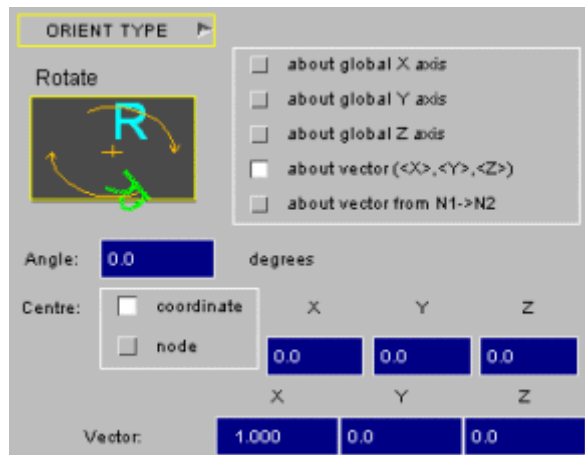 ORIENT TYPE
Rotate
R
R
about global X axis
about global Y axis
about global Z axis
about vector (<X>,<Y>,<Z>)
about vector from N1->N2
Angle: 0.0 degrees
Centre: coordinate X Y Z
node 0.0 0.0 0.0
X Y Z
Vector: 1.000 0.0 0.0